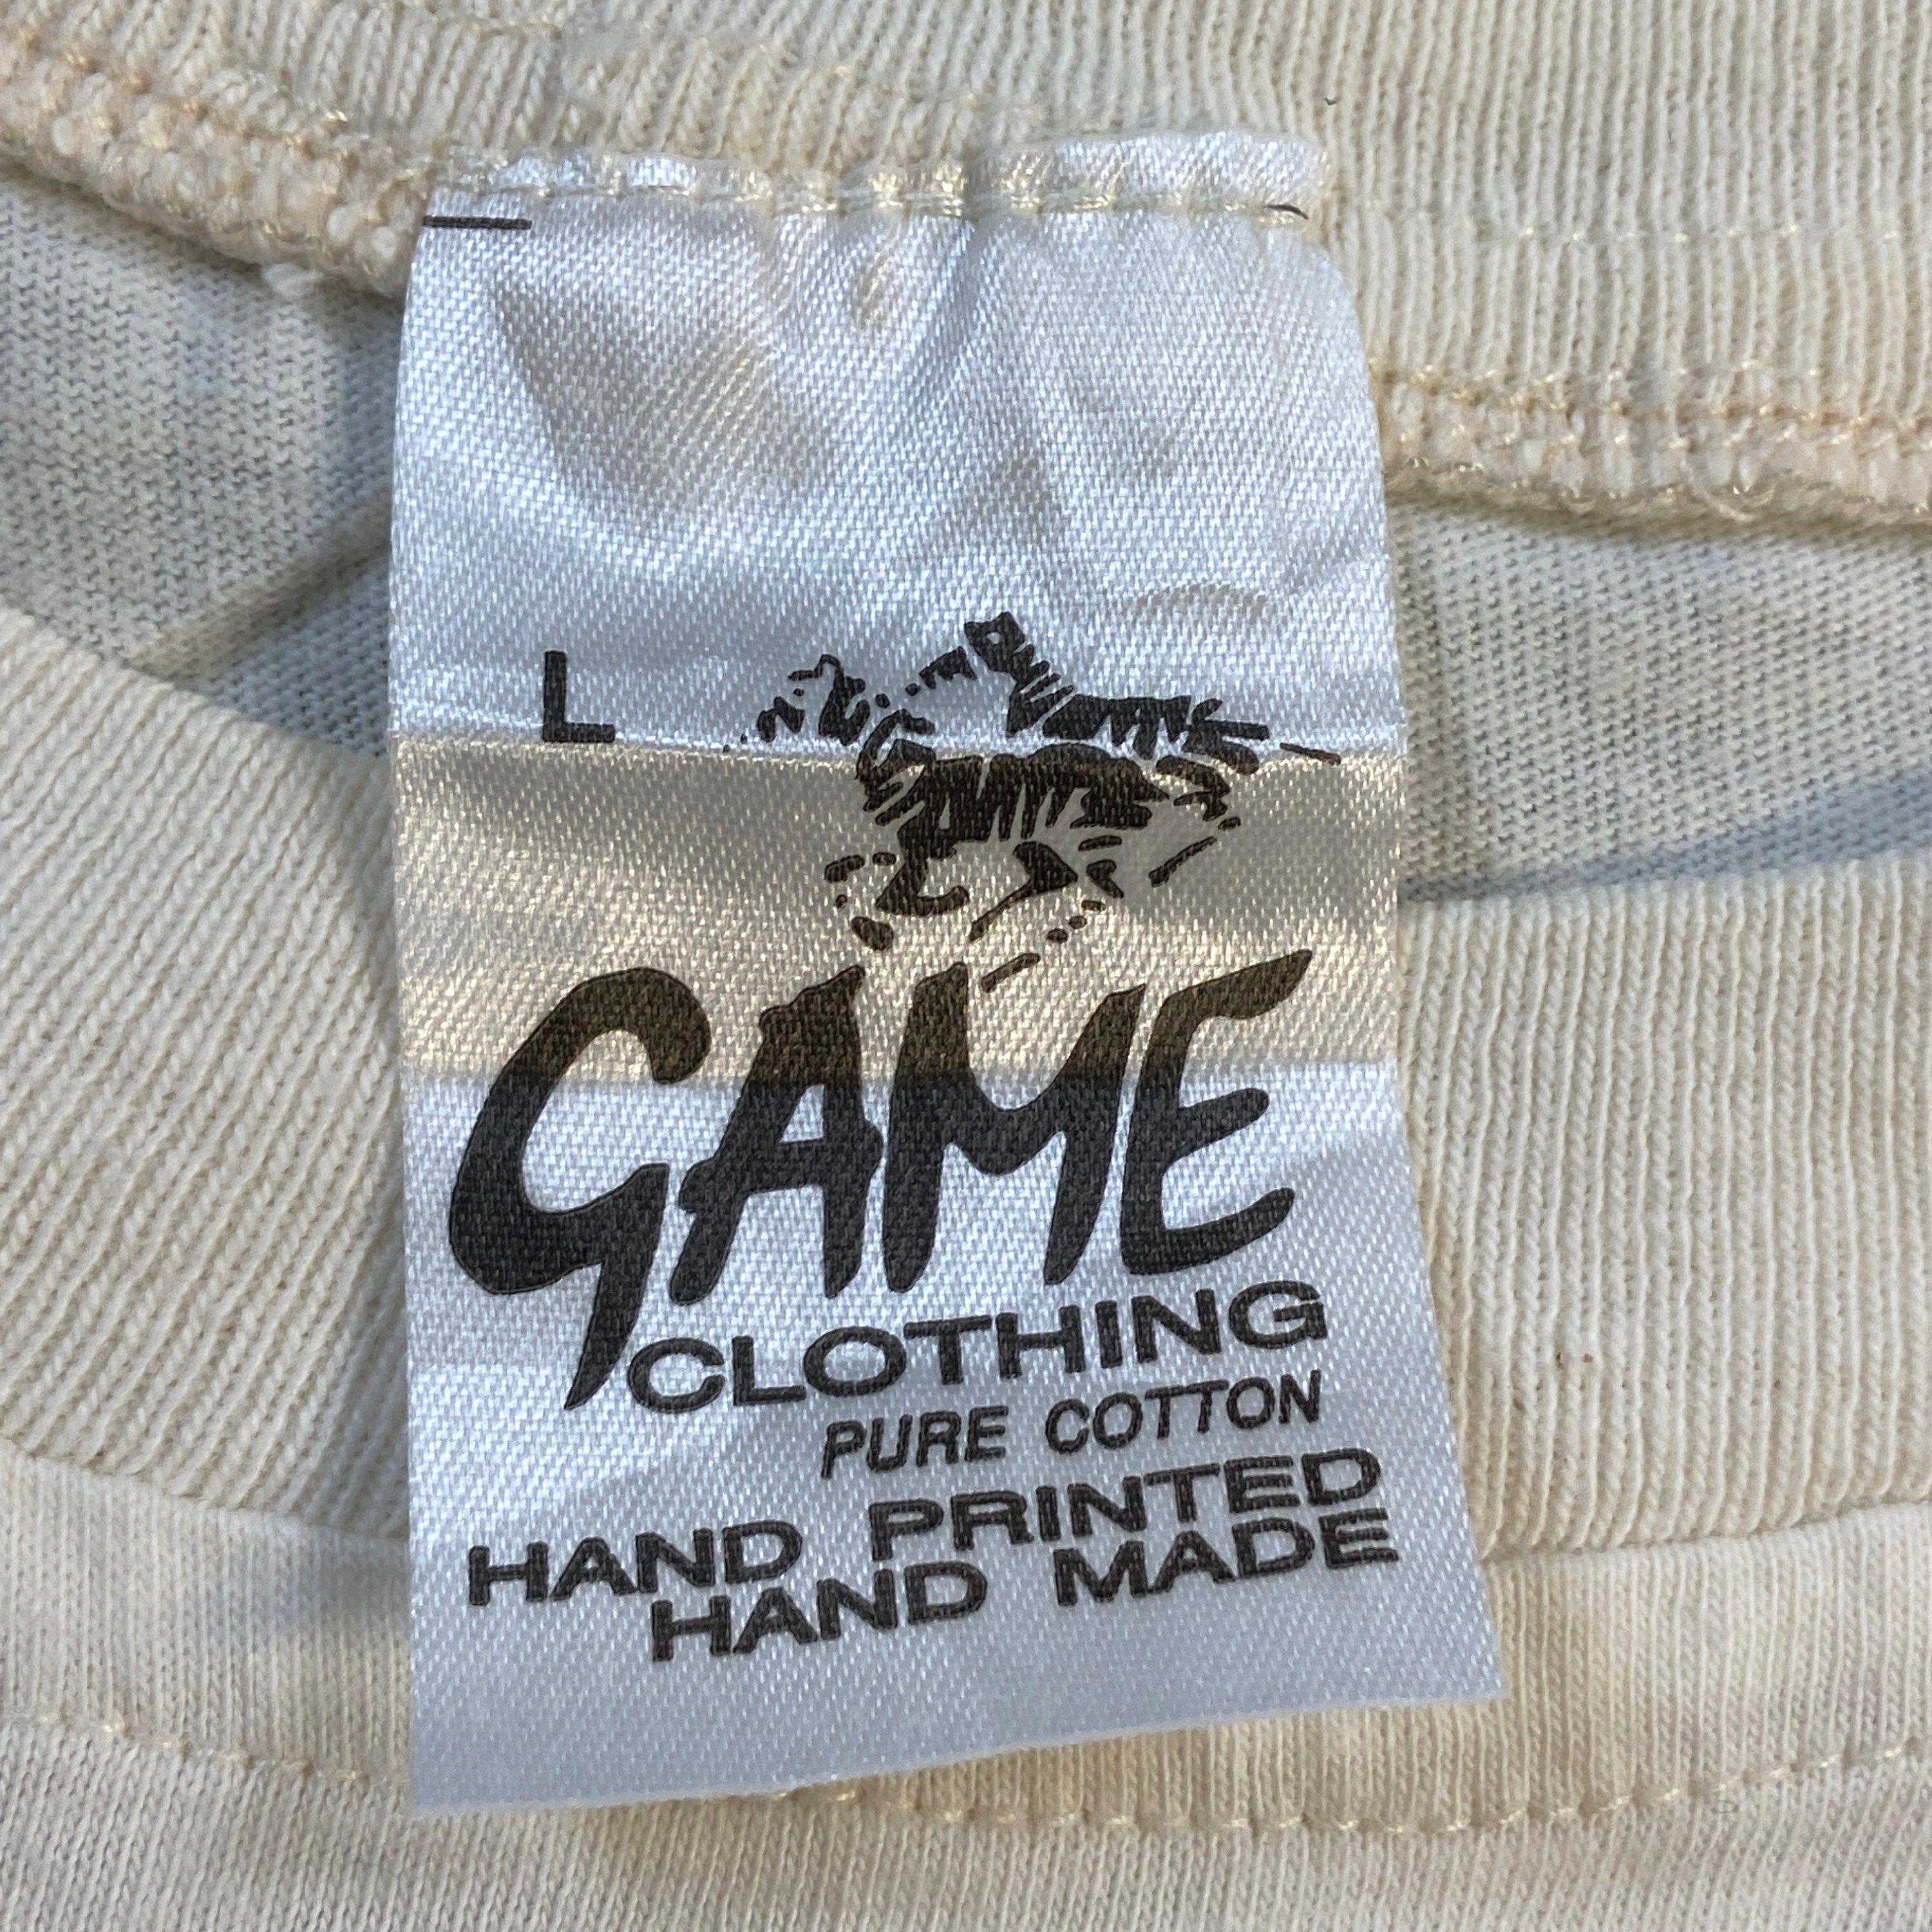 L
GAME
CLOTHING
PURE COTTON
HAND PRINTED
HAND MADE